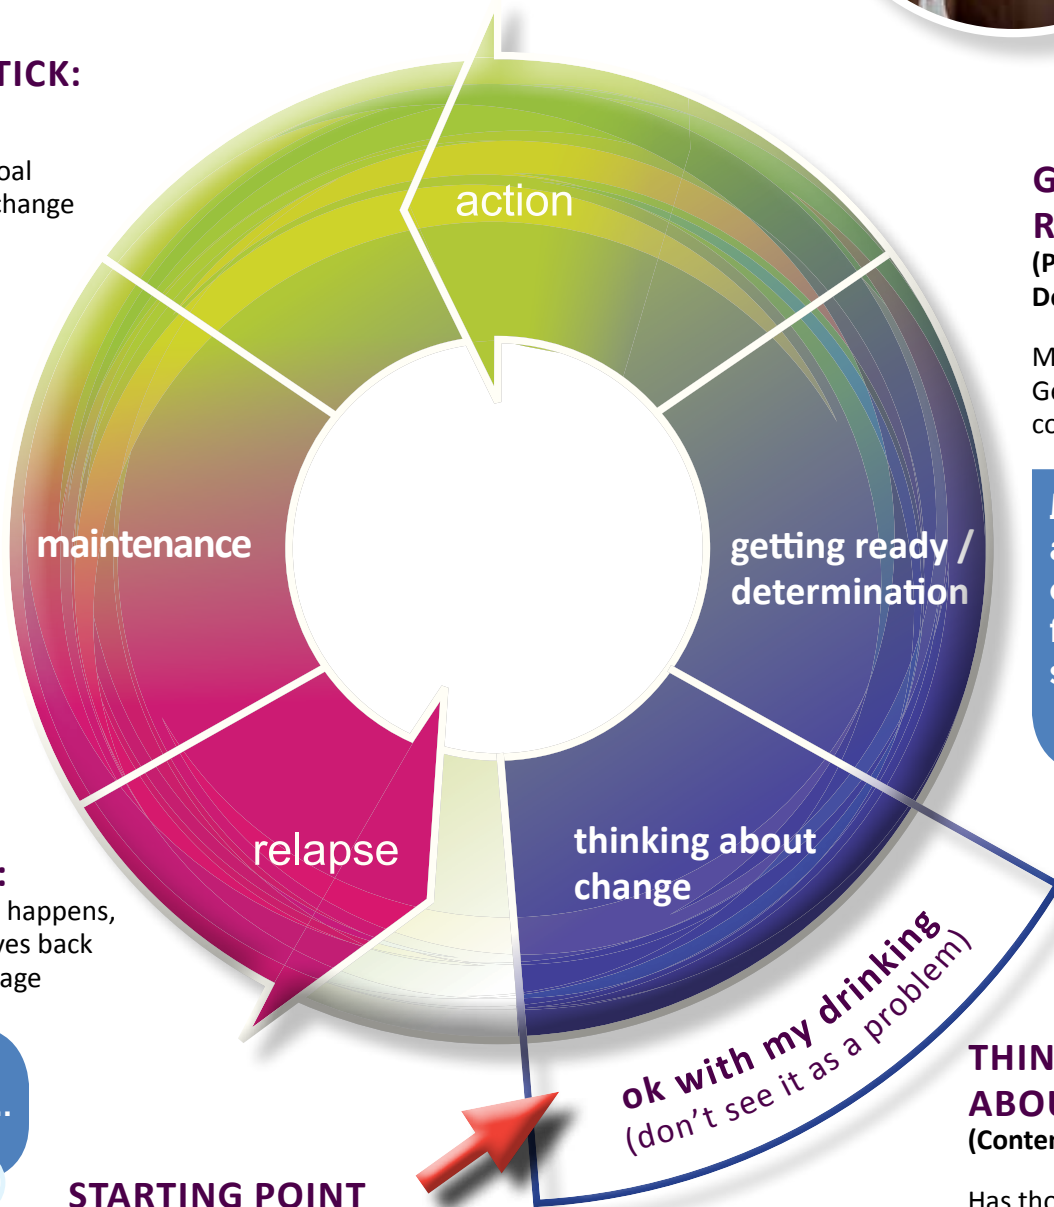 TICK:
oal
change
action
G
R
(P
De
M
Ge
co
maintenance
getting ready /
determination
relapse
thinking about
change
:
happens,
ves back
age
..
ok with my drinking
(don't see it as a problem)
THIN
ABOU
(Conten
Has tho
STARTING POINT